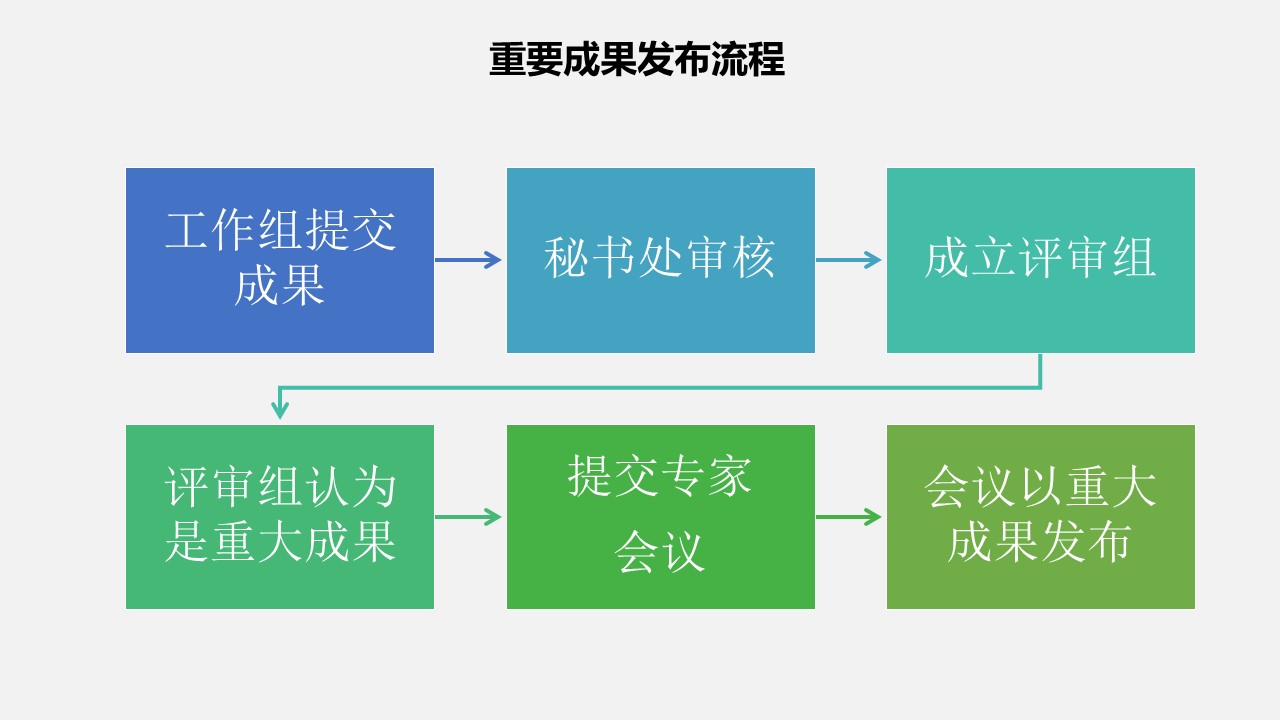 重要成果发布流程
工作组提交
成果
秘书处审核
成立评审组
评审组认为
是重大成果
提交专家
会议
会议以重大
成果发布